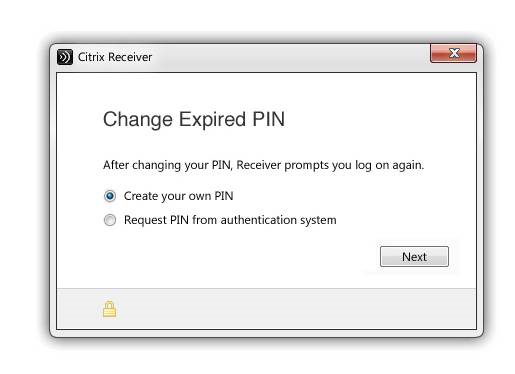 Citrix Receiver
Change Expired PIN
After changing your PIN, Receiver prompts you log on again.
Create your own PIN
Request PIN from authentication system
Next